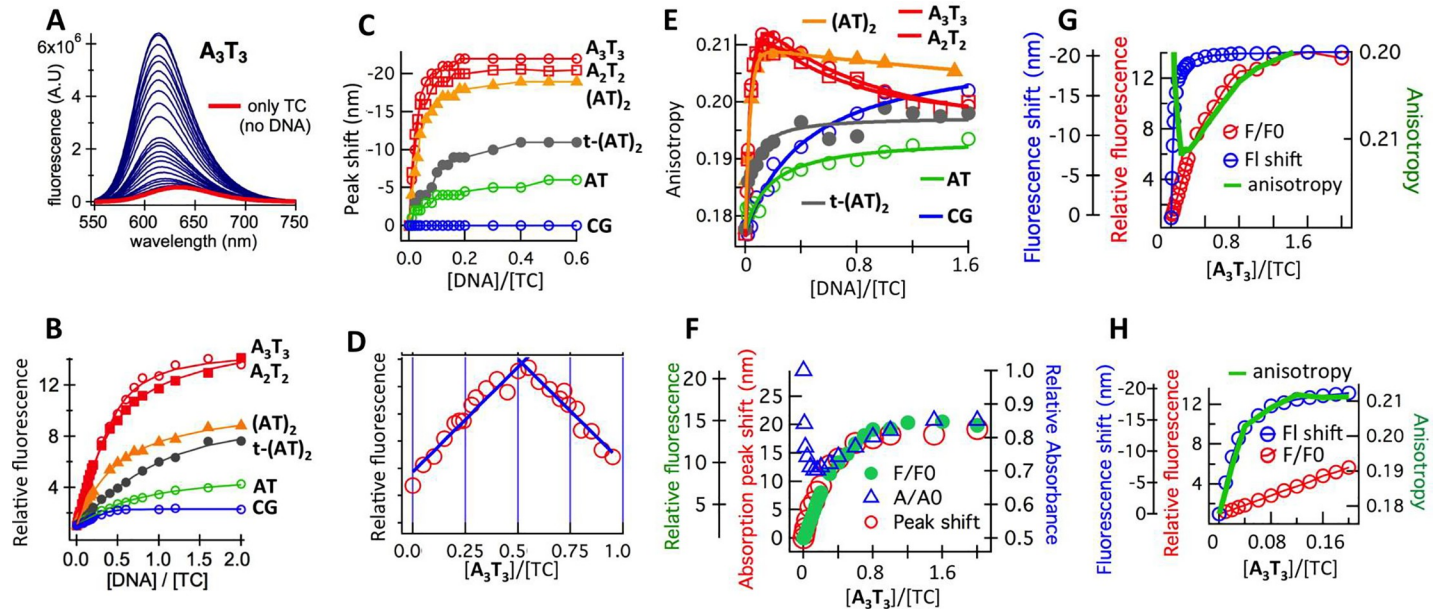 A
A3T3
6x10^6
4
2
0
only TC
(no DNA)
fluorescence (A.U)
550
600
650
700
750
wavelength (nm)
B
Relative fluorescence
12
8
4
A3T3
A2T2
(AT)2
t-(AT)2
AT
CG
0.0
0.5
1.0
1.5
2.0
[DNA] / [TC]
C
Peak shift (nm)
-20
-15
-10
-5
0
A3T3
A2T2
(AT)2
t-(AT)2
AT
CG
0.0
0.2
0.4
0.6
[DNA]/[TC]
D
Relative fluorescence
0.0
0.25
0.5
0.75
1.0
[A3T3]/[TC]
E
Anisotropy
0.21
0.20
0.19
0.18
(AT)2
A3T3
A2T2
AT
t-(AT)2
CG
0
0.8
1.6
[DNA]/[TC]
F
Relative fluorescence
20
15
10
5
Absorption peak shift (nm)
25
20
15
10
5
0
F/F0
A/A0
Peak shift
1.0
0.9
0.8
0.7
0.6
0.5
Relative Absorbance
0
0.8
1.6
[A3T3]/[TC]
G
Fluorescence shift (nm)
-20
-15
-10
-5
0
Relative fluorescence
12
8
4
F/F0
Fl shift
anisotropy
0.20
0.21
Anisotropy
0
0.8
1.6
[A3T3]/[TC]
H
Fluorescence shift (nm)
-20
-15
-10
-5
0
Relative fluorescence
12
8
4
anisotropy
Fl shift
F/F0
0.21
0.20
0.19
0.18
Anisotropy
0
0.08
0.16
[A3T3]/[TC]